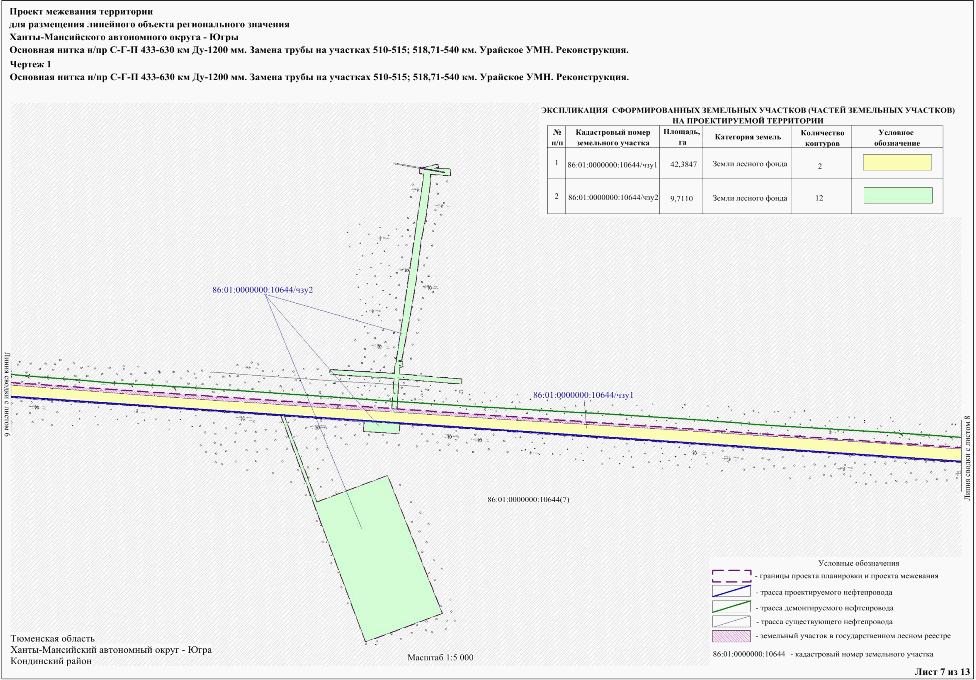 Проект межевания территории
для размещения линейного объекта регионального значения
Ханты-Мансийского автономного округа - Югры
Основная нитка н/пр С-Г-П 433-630 км Ду-1200 мм. Замена трубы на участках 510-515; 518,71-540 км. Урайское УМН. Реконструкция.
Чертеж 1
Основная нитка н/пр С-Г-П 433-630 км Ду-1200 мм. Замена трубы на участках 510-515; 518,71-540 км. Урайское УМН. Реконструкция.
ЭКСПЛИКАЦИЯ СФОРМИРОВАННЫХ ЗЕМЕЛЬНЫХ УЧАСТКОВ (ЧАСТЕЙ ЗЕМЕЛЬНЫХ УЧАСТКОВ)
НА ПРОЕКТИРУЕМОЙ ТЕРРИТОРИИ
№ п/п Кадастровый номер земельного участка Площадь, га Категория земель Количество контуров Условное обозначение
1 86:01:0000000:10644/чзу1 42,3847 Земли лесного фонда 2
2 86:01:0000000:10644/чзу2 9,7110 Земли лесного фонда 12
86:01:0000000:10644/чзу2
Линия сводки с листом 6
86:01:0000000:10644/чзу1
Линия сводки с листом 8
86:01:0000000:10644(7)
Условные обозначения
- границы проекта планировки и проекта межевания
- трасса проектируемого нефтепровода
- трасса демонтируемого нефтепровода
- трасса существующего нефтепровода
- земельный участок в государственном лесном реестре
86:01:0000000:10644 - кадастровый номер земельного участка
Тюменская область
Ханты-Мансийский автономный округ - Югра
Кондинский район
Масштаб 1:5 000
Лист 7 из 13